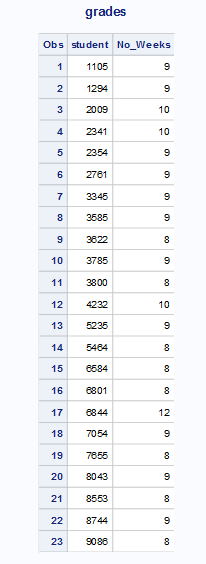 grades
Obs student No_Weeks
1 1105 9
2 1294 9
3 2009 10
4 2341 10
5 2354 9
6 2761 9
7 3345 9
8 3585 9
9 3622 8
10 3785 9
11 3800 8
12 4232 10
13 5235 9
14 5464 8
15 6584 8
16 6801 8
17 6844 12
18 7054 9
19 7655 8
20 8043 9
21 8553 8
22 8744 9
23 9086 8